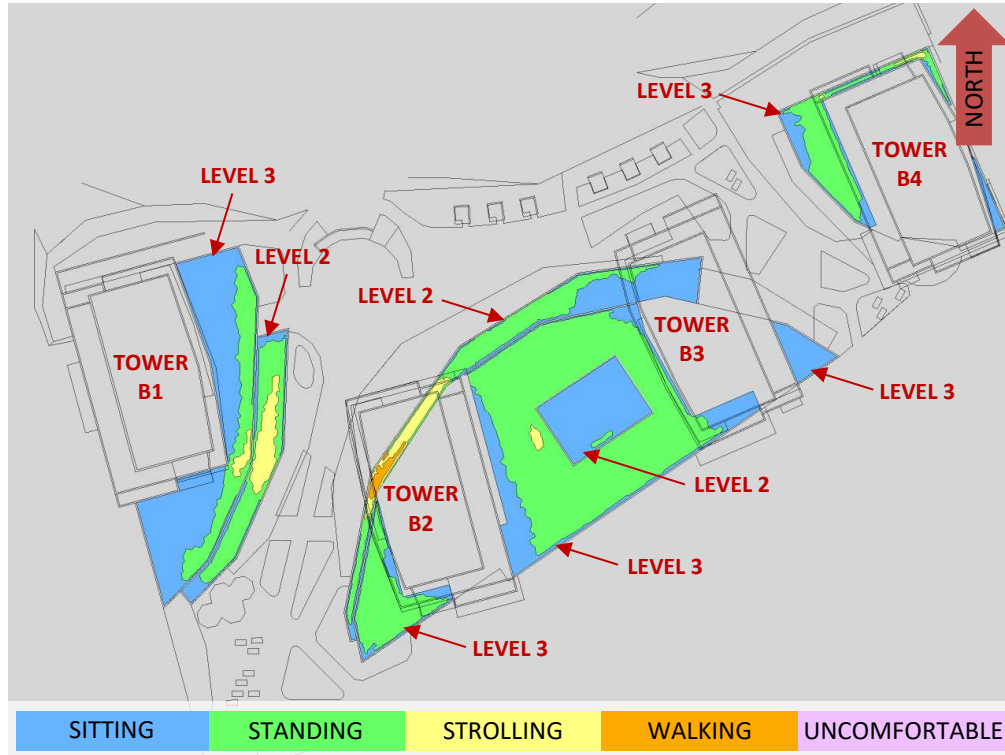 NORTH
LEVEL 3
TOWER
B4
LEVEL 3
LEVEL 2
LEVEL 2
TOWER
B3
TOWER
B1
LEVEL 3
LEVEL 2
TOWER
B2
LEVEL 3
LEVEL 3
SITTING
STANDING
STROLLING
WALKING
UNCOMFORTABLE